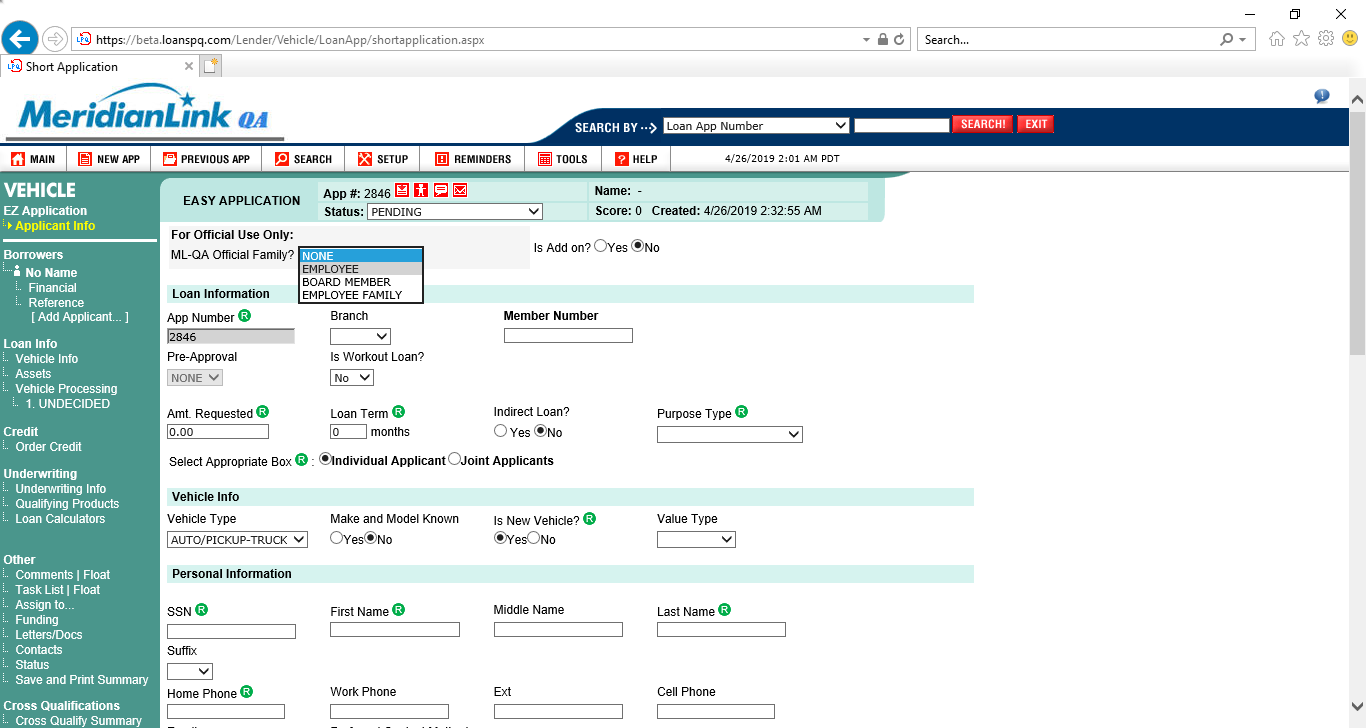 https://beta.loanspq.com/Lender/Vehicle/LoanApp/shortapplication.aspx
Search...
Short Application
MeridianLink QA
SEARCH BY
Loan App Number
SEARCH!
EXIT
MAIN
NEW APP
PREVIOUS APP
SEARCH
SETUP
REMINDERS
TOOLS
HELP
4/26/2019 2:01 AM PDT
VEHICLE
EZ Application
Applicant Info
Borrowers
No Name
Financial
Reference
[ Add Applicant... ]
Loan Info
Vehicle Info
Assets
Vehicle Processing
1. UNDECIDED
Credit
Order Credit
Underwriting
Underwriting Info
Qualifying Products
Loan Calculators
Other
Comments | Float
Task List | Float
Assign to...
Funding
Letters/Docs
Contacts
Status
Save and Print Summary
Cross Qualifications
Cross Qualify Summary
EASY APPLICATION
App #: 2846
Status: PENDING
Name: -
Score: 0 Created: 4/26/2019 2:32:55 AM
For Official Use Only:
ML-QA Official Family?
NONE
EMPLOYEE
BOARD MEMBER
EMPLOYEE FAMILY
Is Add on? Yes No
Loan Information
App Number R
Branch
Member Number
2846
Pre-Approval
Is Workout Loan?
NONE
No
Amt. Requested R
Loan Term R
Indirect Loan?
Purpose Type R
0.00
0 months
Yes No
Select Appropriate Box R : Individual Applicant Joint Applicants
Vehicle Info
Vehicle Type
Make and Model Known
Is New Vehicle? R
Value Type
AUTO/PICKUP-TRUCK
Yes No
Yes No
Personal Information
SSN R
First Name R
Middle Name
Last Name R
Suffix
Home Phone R
Work Phone
Ext
Cell Phone